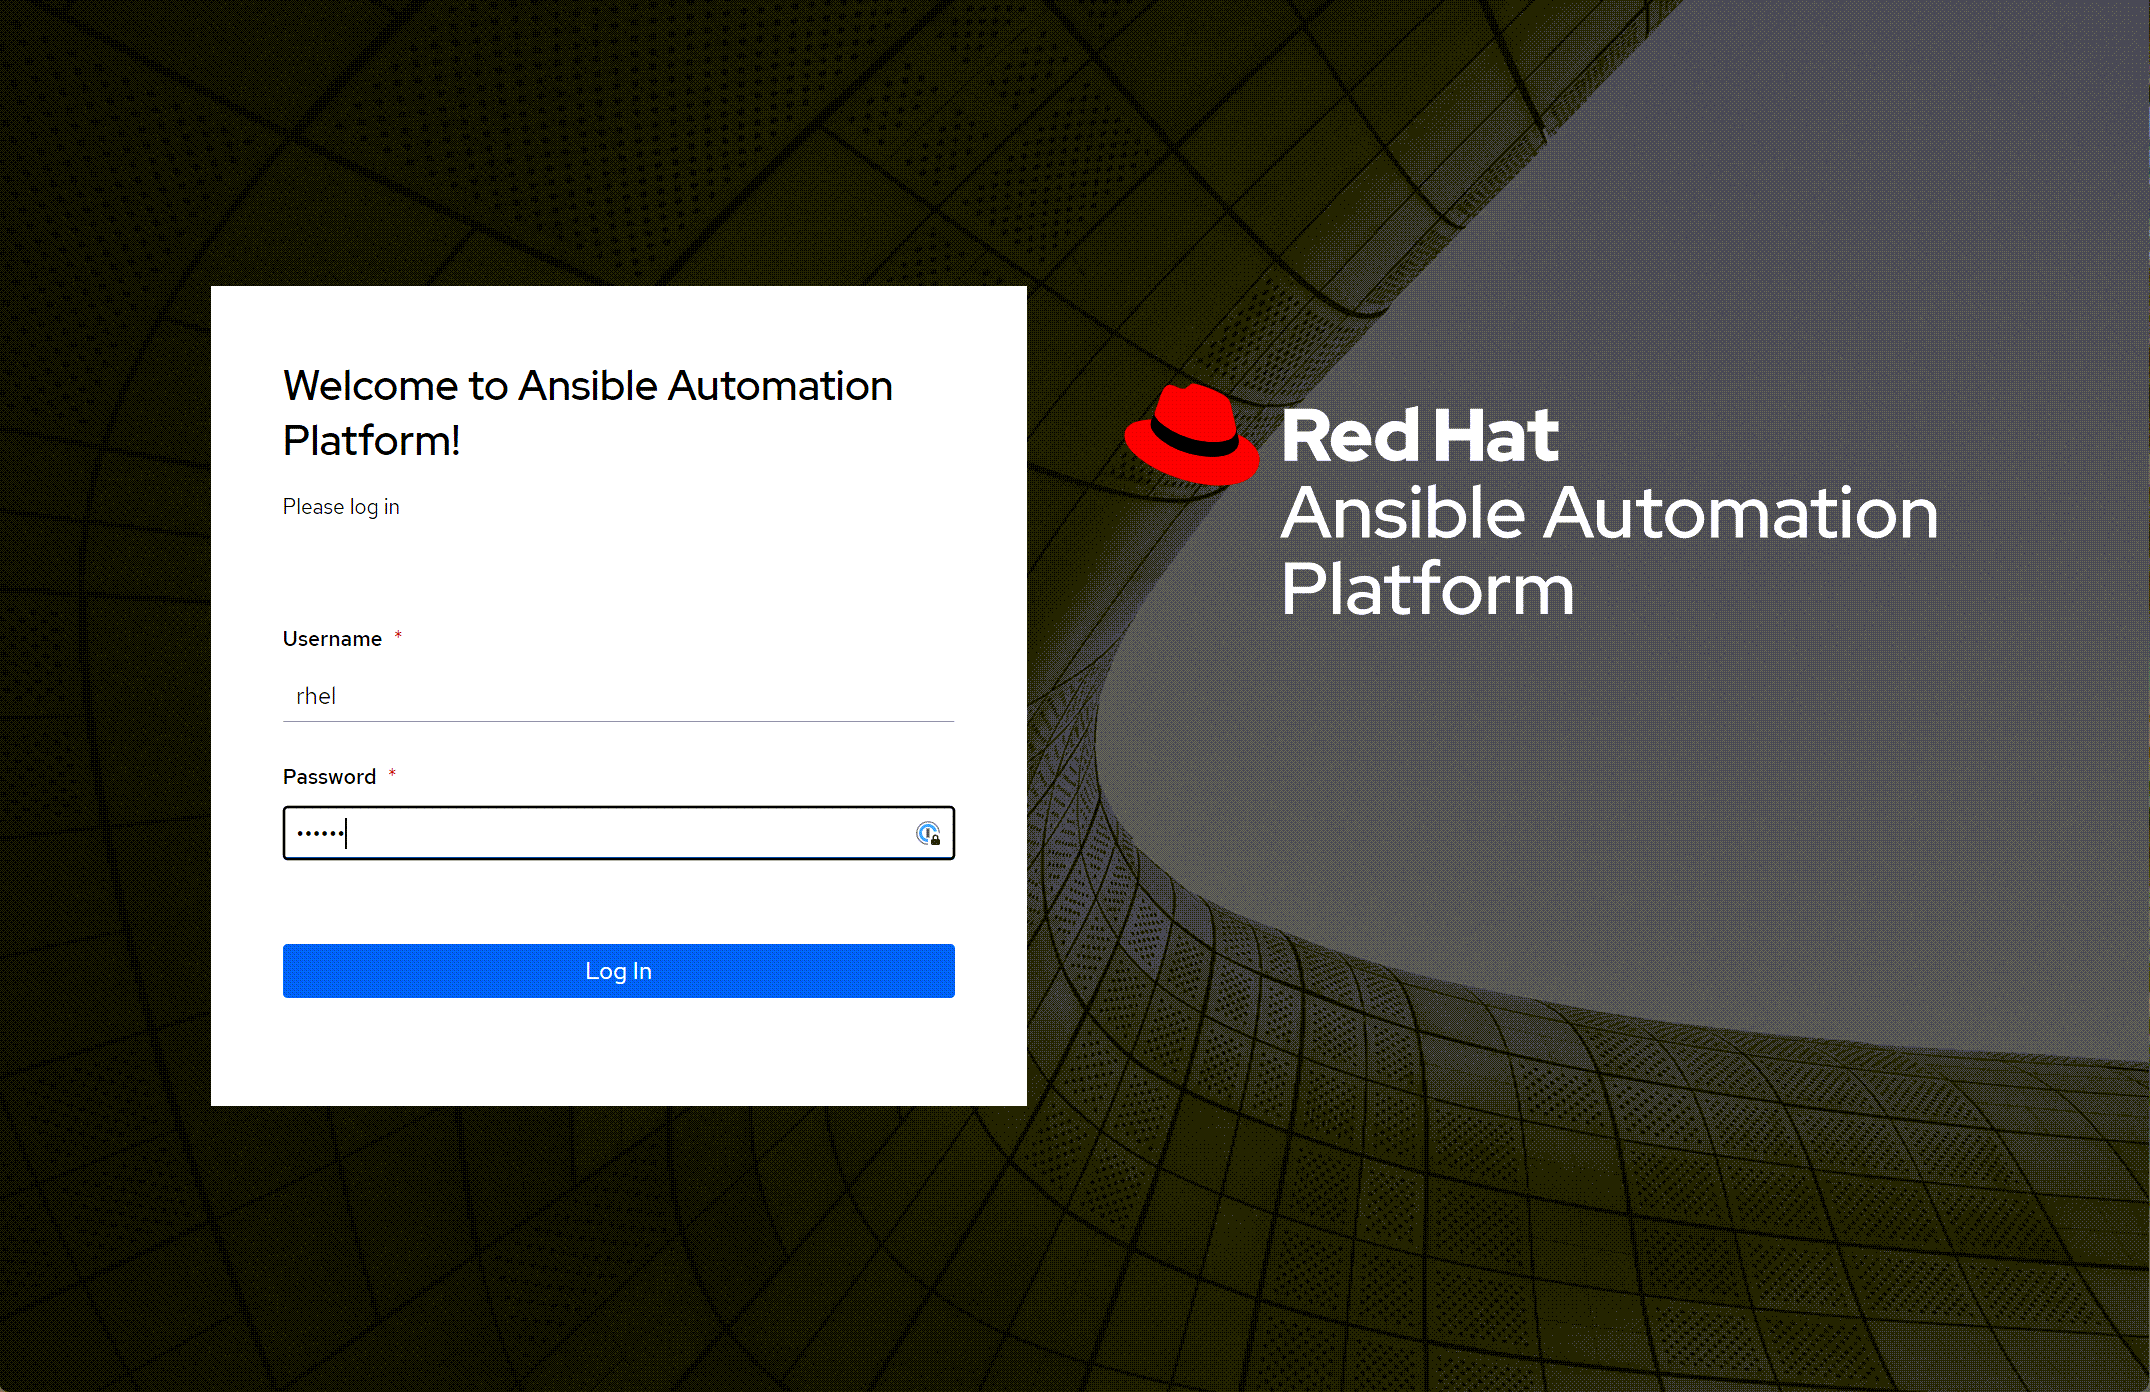 Welcome to Ansible Automation
Platform!
Please log in
Username *
rhel
Password *
••••••
Log In
Red Hat
Ansible Automation
Platform